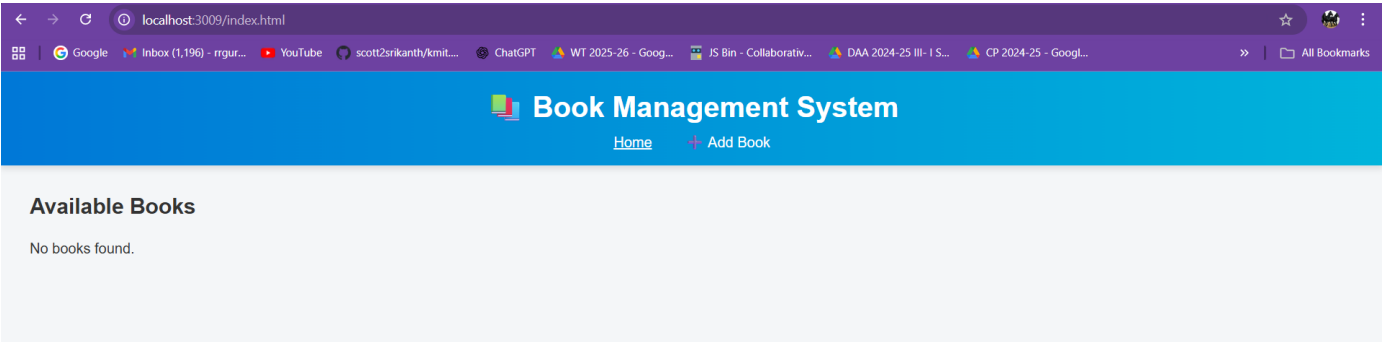 localhost:3009/index.html
Google Inbox (1,196) - rrgur... YouTube scott2srikanth/kmit.... ChatGPT WT 2025-26 - Goog... JS Bin - Collaborativ... DAA 2024-25 III- I S... CP 2024-25 - Googl... » All Bookmarks
Book Management System
Home + Add Book
Available Books
No books found.